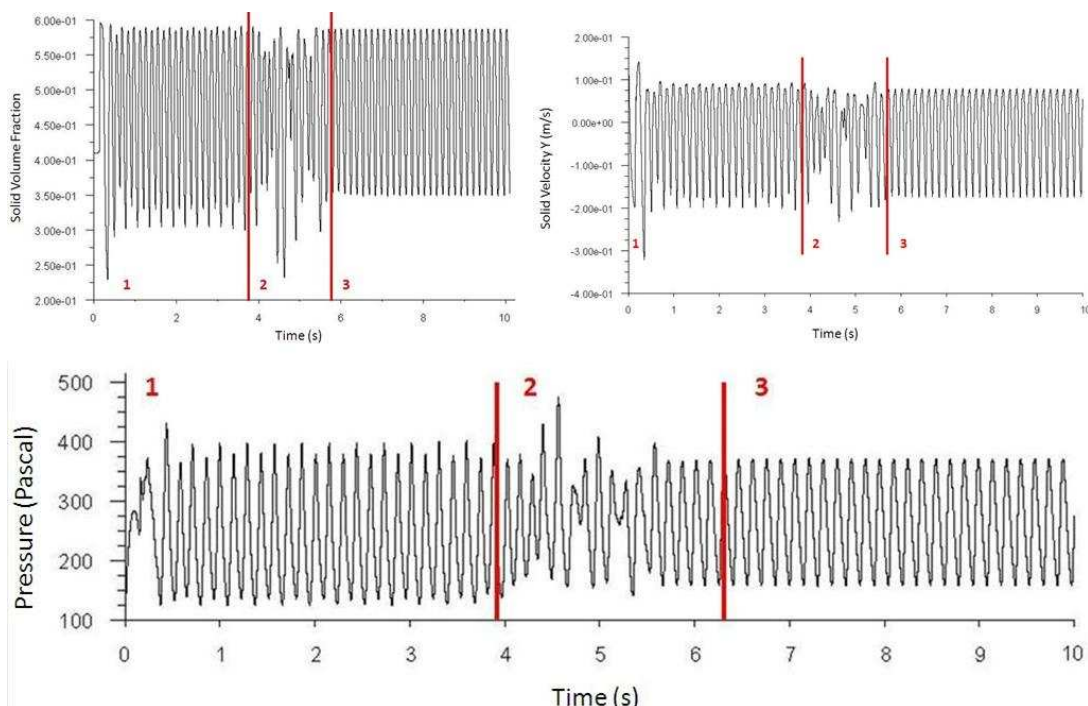 6.00e-01
5.50e-01
5.00e-01
4.50e-01
4.00e-01
3.50e-01
3.00e-01
2.50e-01
2.00e-01
Solid Volume Fraction
1
2
3
0 2 4 6 8 10
Time (s)
2.00e-01
1.00e-01
0.00e+00
-1.00e-01
-2.00e-01
-3.00e-01
-4.00e-01
Solid Velocity Y (m/s)
1
2
3
0 1 2 3 4 5 6 7 8 9 10
Time (s)
500
400
300
200
100
Pressure (Pascal)
1
2
3
0 1 2 3 4 5 6 7 8 9 10
Time (s)